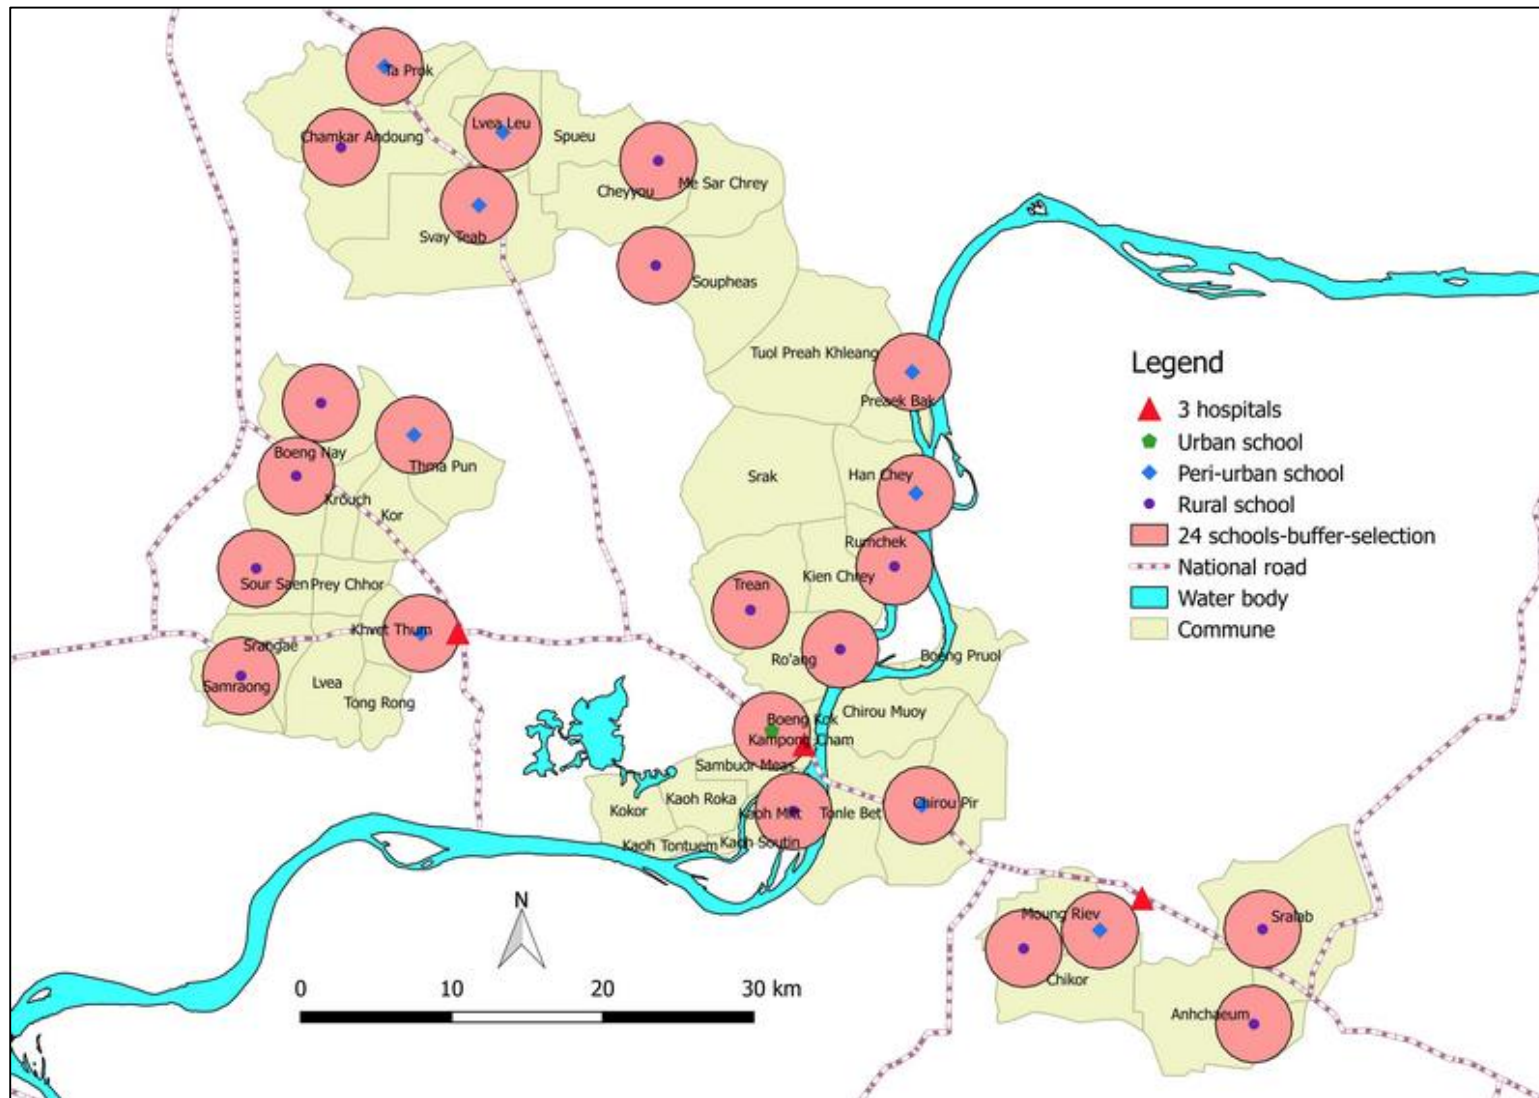 Ta Prok
Lvea Leu
Chamkar Andoung
Spueu
Me Sar Chrey
Cheyyou
Svay Teab
Soupheas
Tuol Preah Khleang
Preaek Bak
Boeng Nay
Thma Pun
Krouch
Kor
Srak
Han Chey
Rumchek
Kien Chrey
Trean
Sour Saen
Prey Chhor
Khvet Thum
Srangae
Samraong
Lvea
Tong Rong
Ro'ang
Boeng Pruol
Chirou Muoy
Boeng Kok
Kampong Cham
Sambuor Meas
Kaoh Roka
Kokor
Kaoh Mitt
Tonle Bet
Chirou Pir
Kaoh Tontuem
Kaoh Soutin
Moung Riev
Sralab
Chikor
Anhchaeum
Legend
3 hospitals
Urban school
Peri-urban school
Rural school
24 schools-buffer-selection
National road
Water body
Commune
N
0 10 20 30 km